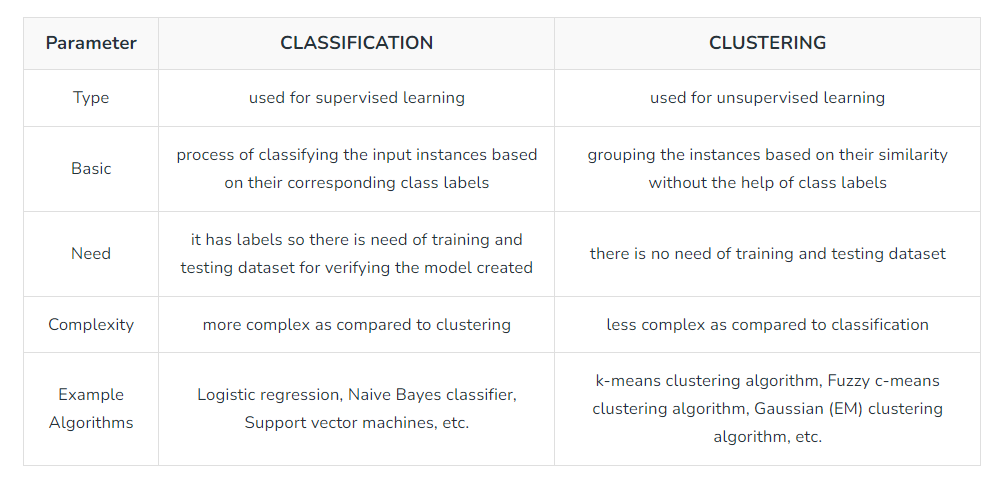 Parameter CLASSIFICATION CLUSTERING
Type used for supervised learning used for unsupervised learning
Basic
process of classifying the input instances based
on their corresponding class labels
grouping the instances based on their similarity
without the help of class labels
Need
it has labels so there is need of training and
testing dataset for verifying the model created
there is no need of training and testing dataset
Complexity more complex as compared to clustering less complex as compared to classification
Example
Algorithms
Logistic regression, Naive Bayes classifier,
Support vector machines, etc.
k-means clustering algorithm, Fuzzy c-means
clustering algorithm, Gaussian (EM) clustering
algorithm, etc.